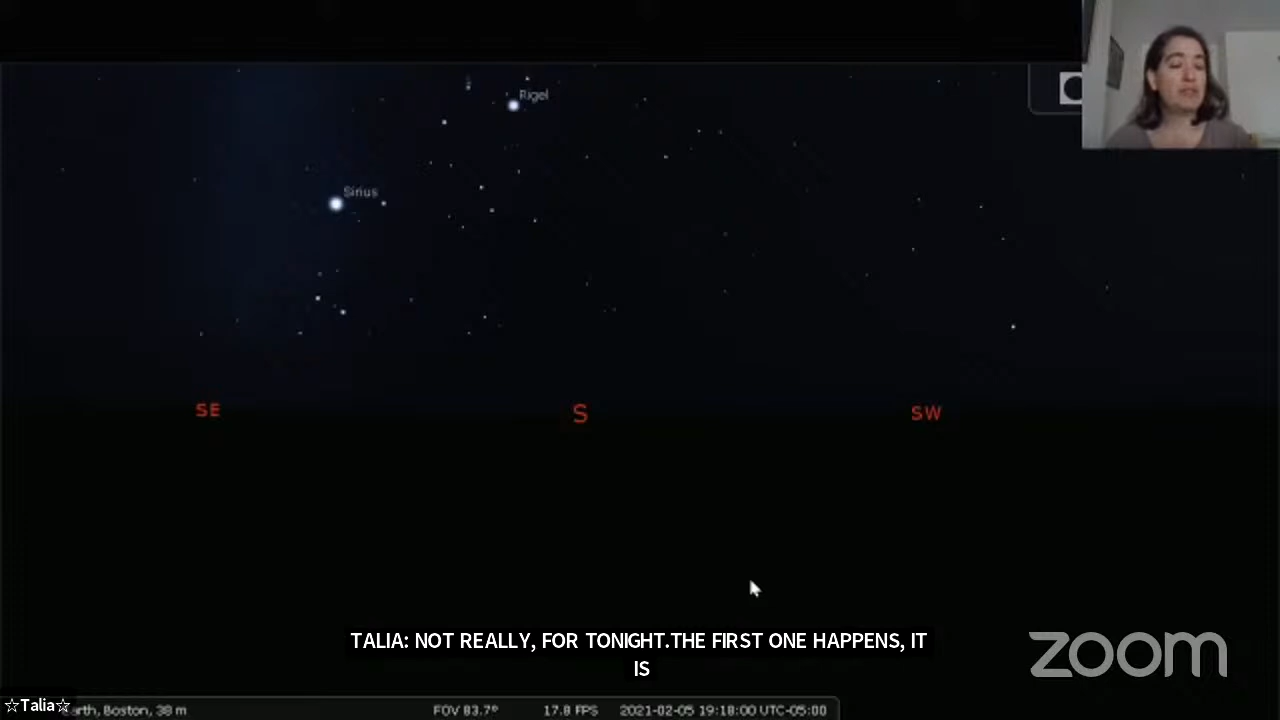 Rigel
Sirius
SE
S
SW
TALIA: NOT REALLY, FOR TONIGHT.THE FIRST ONE HAPPENS, IT
IS
zoom
☆Talia☆
arth, Boston, 38 m
FOV 83.7°
17.8 FPS
2021-02-05 19:18:00 UTC-05:00